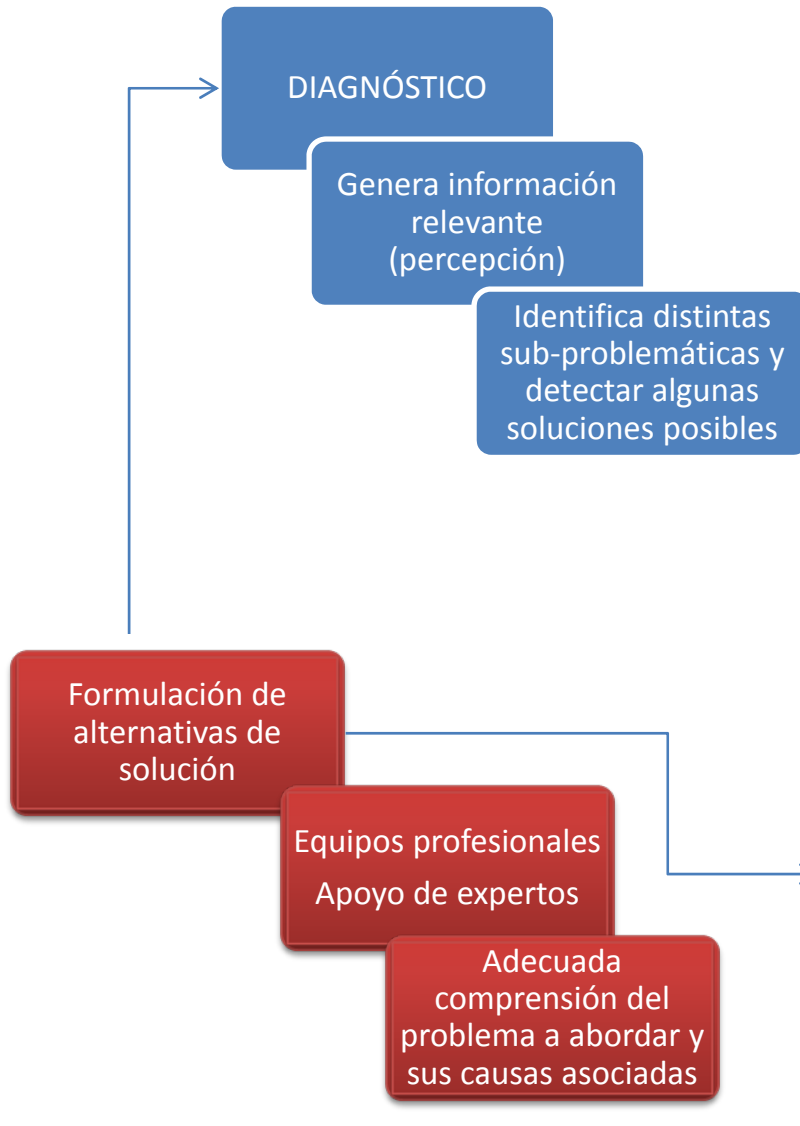 DIAGNÓSTICO
Genera información
relevante
(percepción)
Identifica distintas
sub-problemáticas y
detectar algunas
soluciones posibles
Formulación de
alternativas de
solución
Equipos profesionales
Apoyo de expertos
Adecuada
comprensión del
problema a abordar y
sus causas asociadas